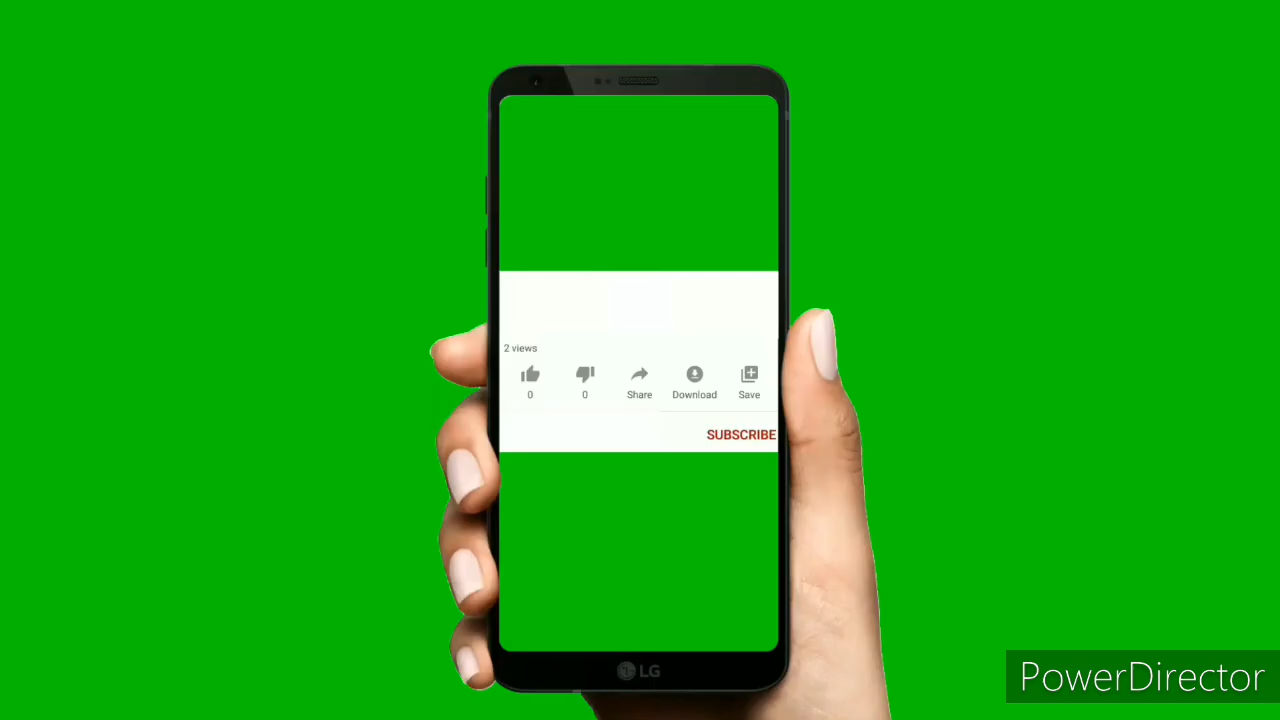 2 views
0 0 Share Download Save
SUBSCRIBE
LG
PowerDirector